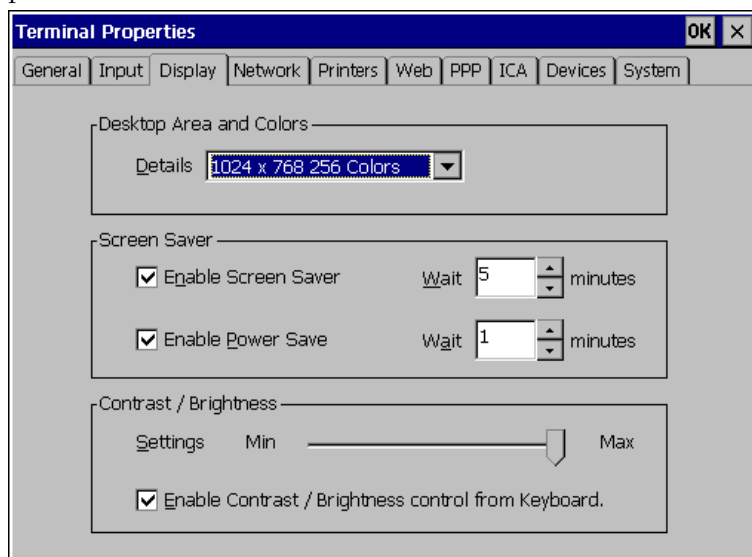 Terminal Properties OK ×
General Input Display Network Printers Web PPP ICA Devices System
Desktop Area and Colors
Details 1024 x 768 256 Colors
Screen Saver
Enable Screen Saver Wait 5 minutes
Enable Power Save Wait 1 minutes
Contrast / Brightness
Settings Min Max
Enable Contrast / Brightness control from Keyboard.